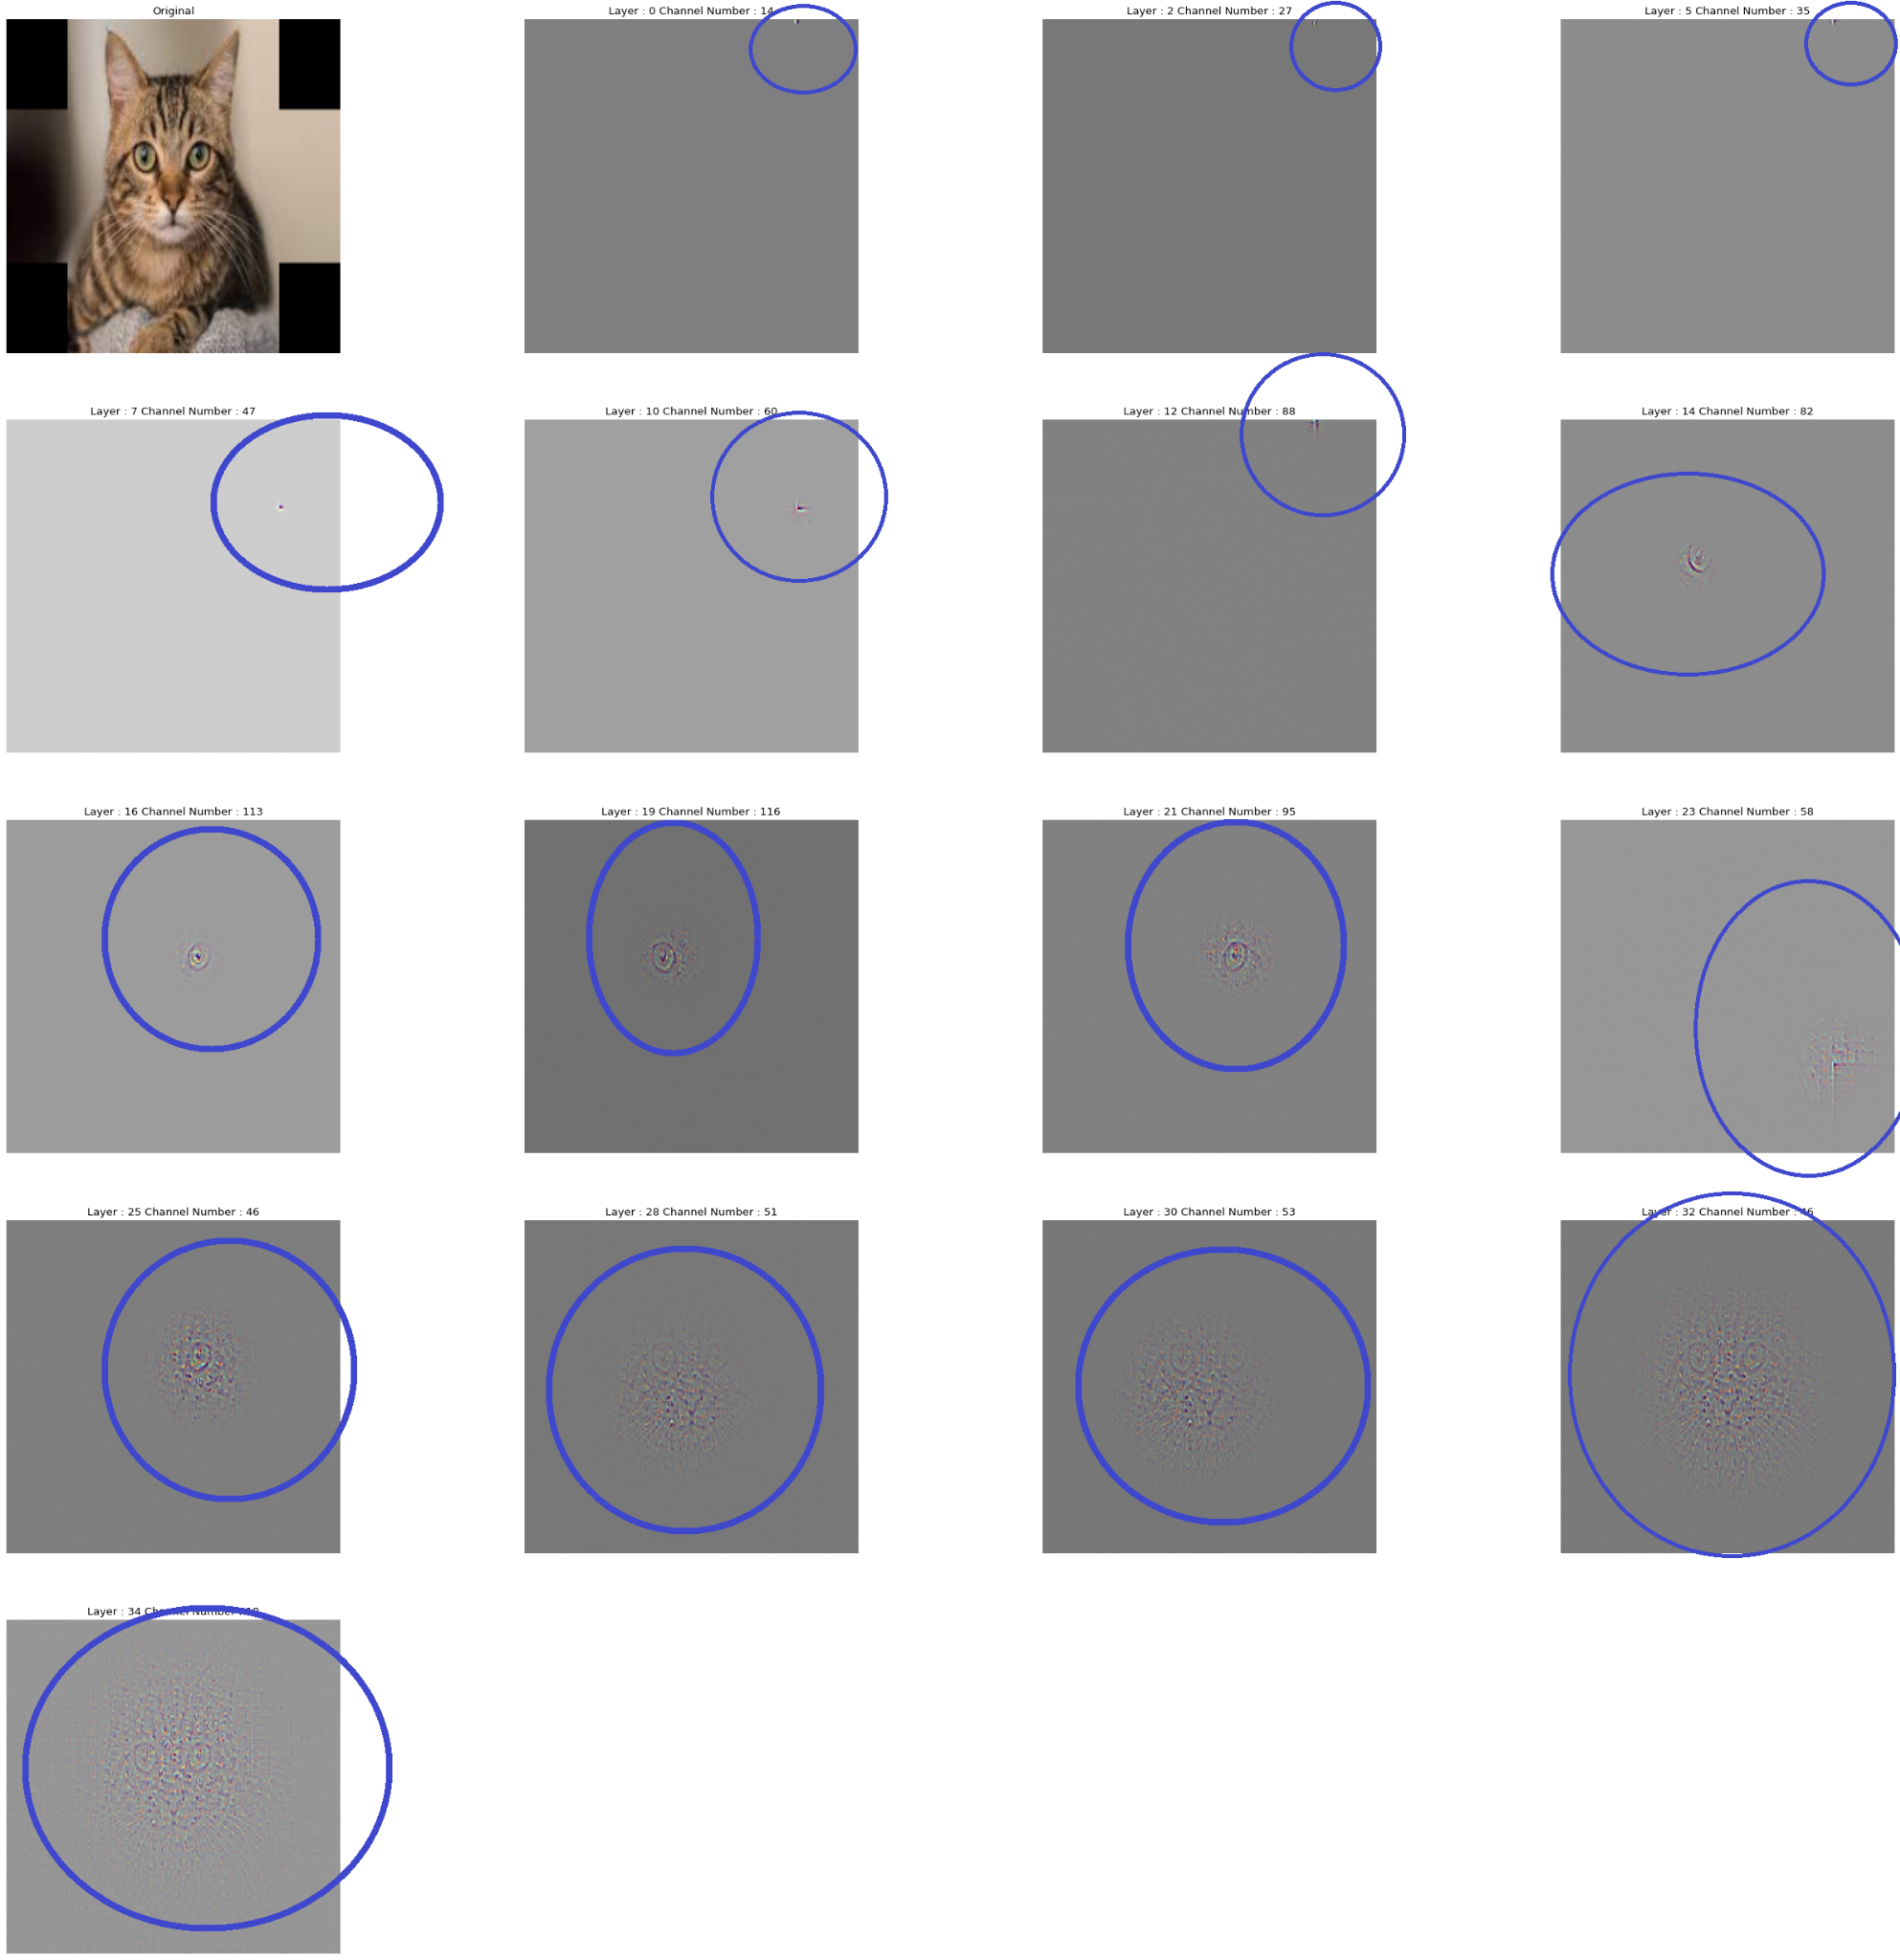 Original
Layer : 0 Channel Number : 14
Layer : 2 Channel Number : 27
Layer : 5 Channel Number : 35
Layer : 7 Channel Number : 47
Layer : 10 Channel Number : 60
Layer : 12 Channel Number : 88
Layer : 14 Channel Number : 82
Layer : 16 Channel Number : 113
Layer : 19 Channel Number : 116
Layer : 21 Channel Number : 95
Layer : 23 Channel Number : 58
Layer : 25 Channel Number : 46
Layer : 28 Channel Number : 51
Layer : 30 Channel Number : 53
Layer : 32 Channel Number : 46
Layer : 34 Channel Number :